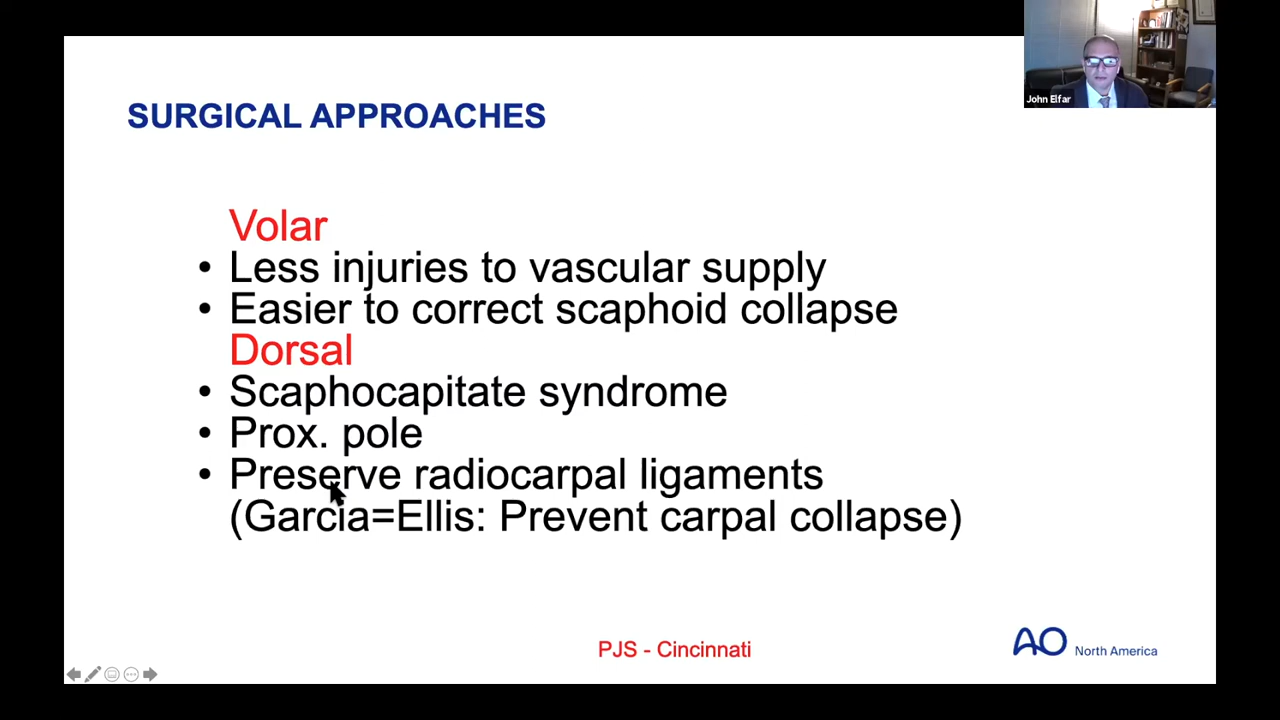 John Elfar
SURGICAL APPROACHES
Volar
• Less injuries to vascular supply
• Easier to correct scaphoid collapse
Dorsal
• Scaphocapitate syndrome
• Prox. pole
• Preserve radiocarpal ligaments
(Garcia=Ellis: Prevent carpal collapse)
PJS - Cincinnati
AO North America